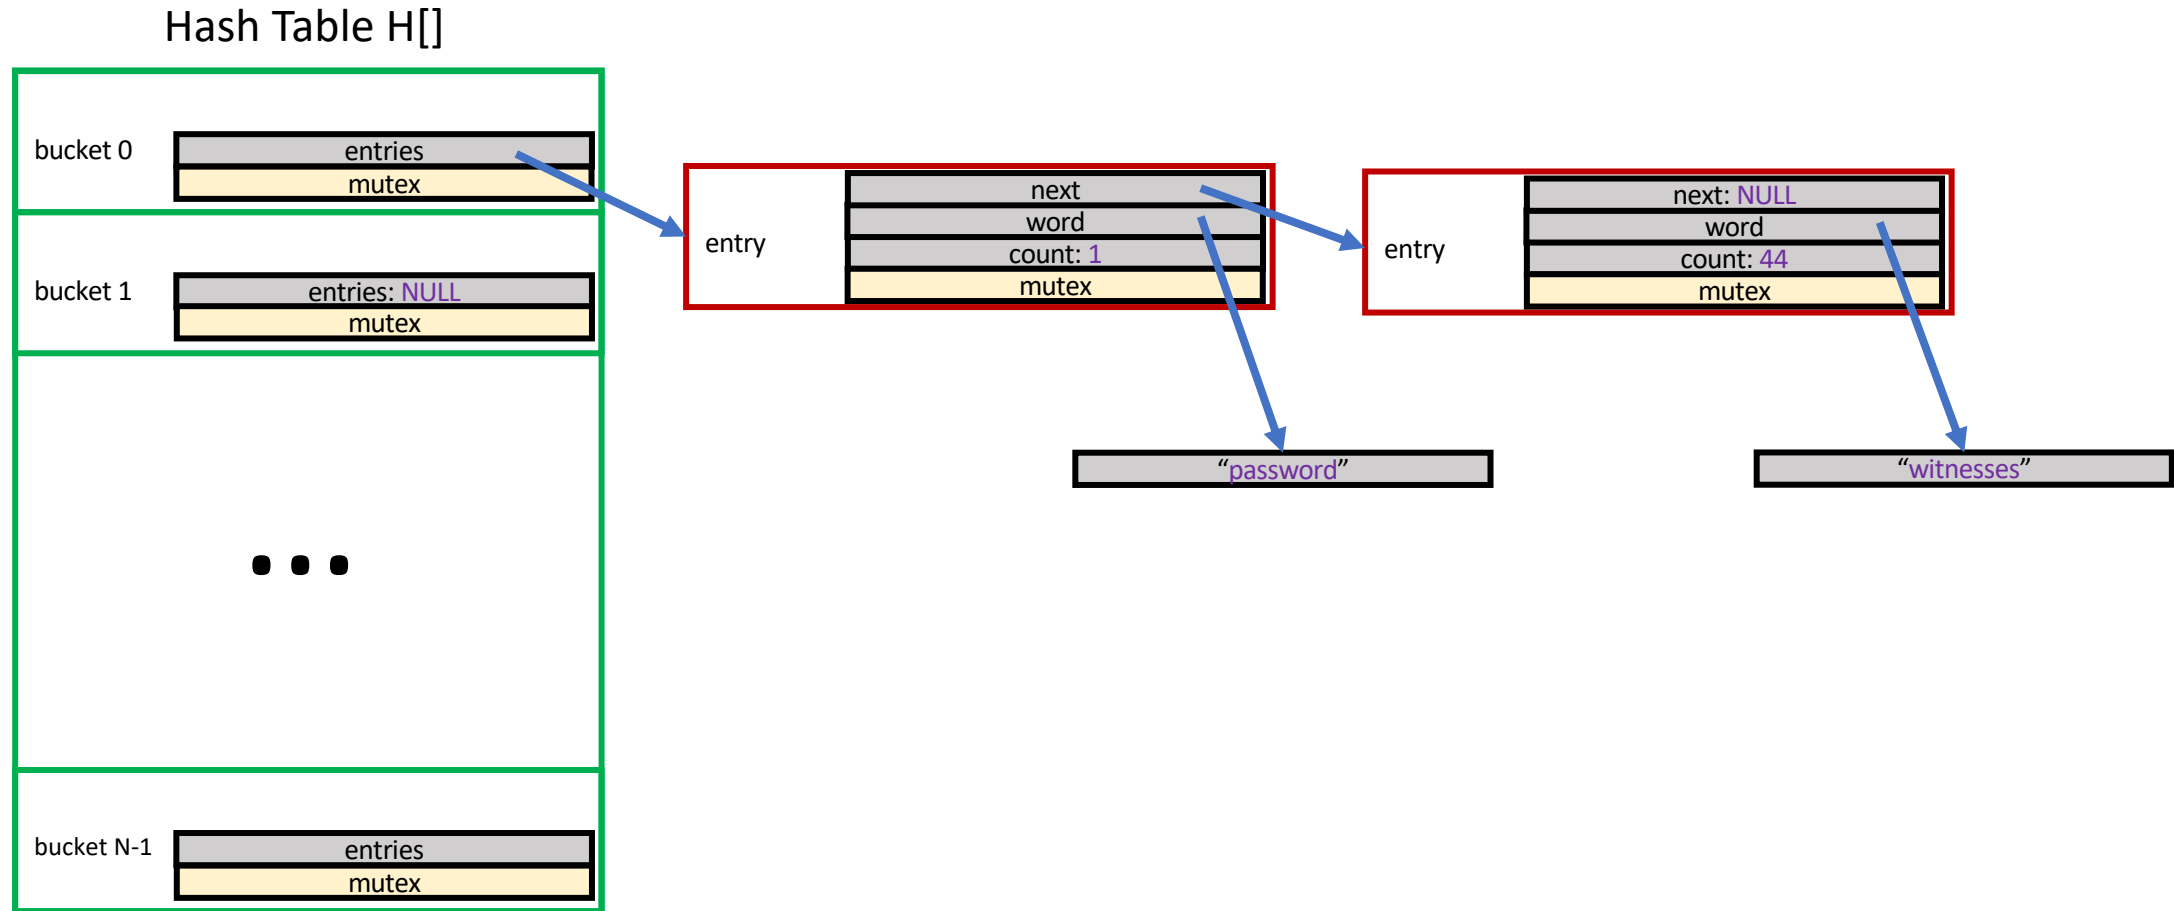 Hash Table H[]
bucket 0
entries
mutex
bucket 1
entries: NULL
mutex
bucket N-1
entries
mutex
entry
next
word
count: 1
mutex
“password”
entry
next: NULL
word
count: 44
mutex
“witnesses”